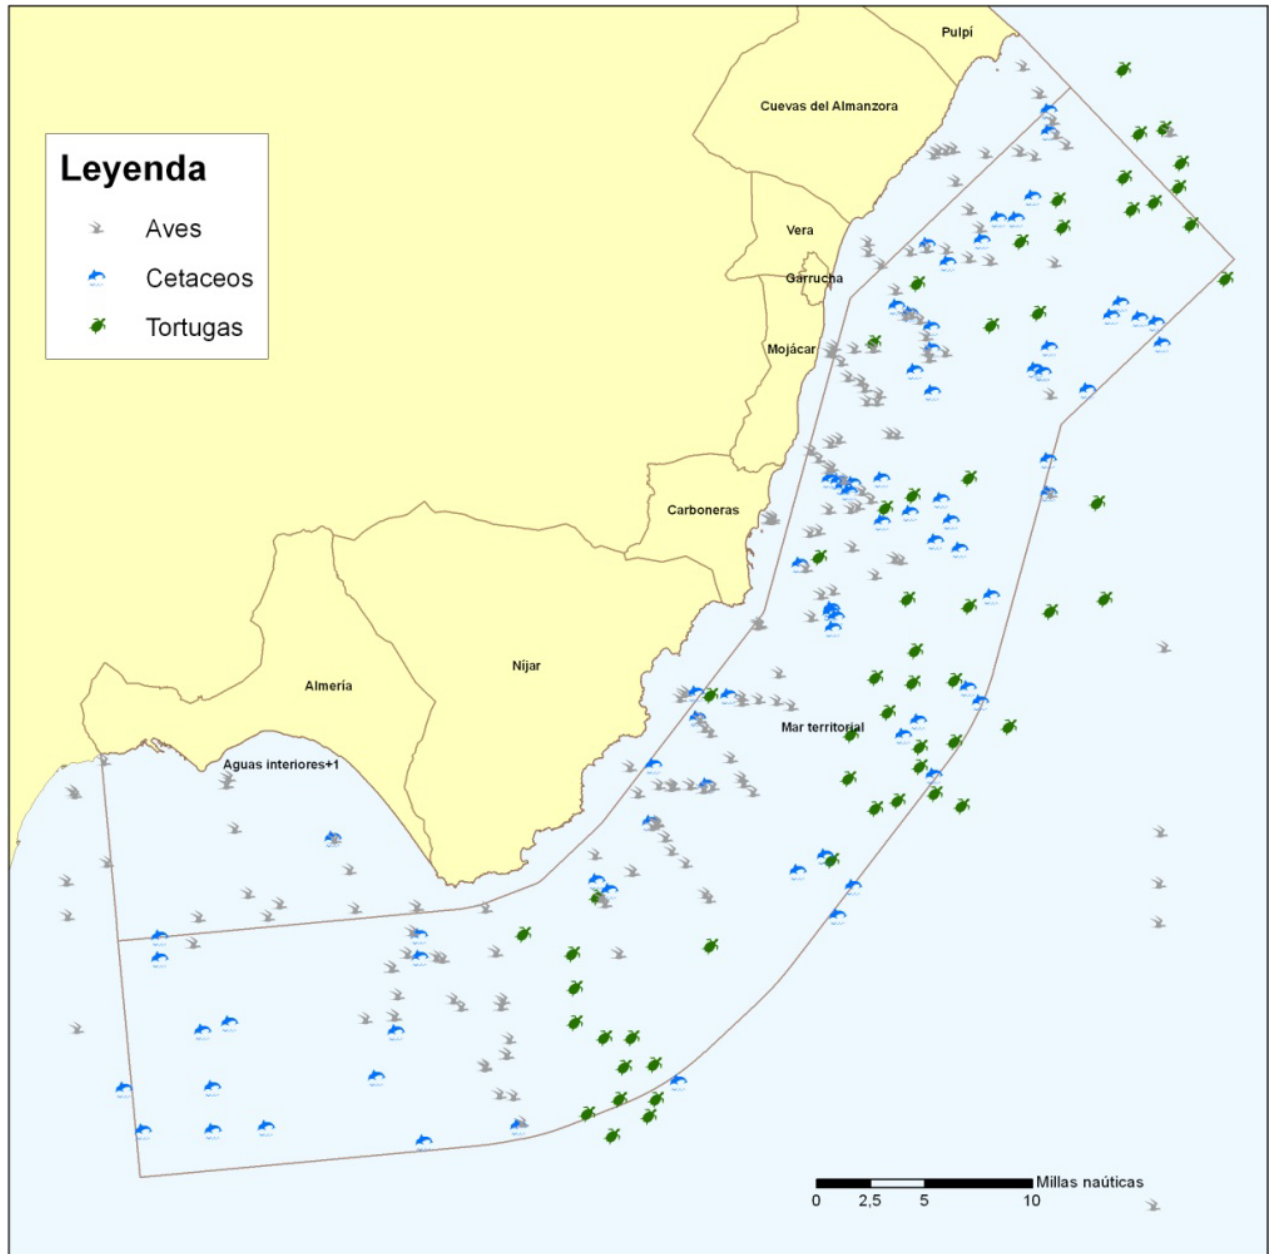 Pulpí
Cuevas del Almanzora
Leyenda
Aves
Cetaceos
Tortugas
Vera
Garrucha
Mojácar
Carboneras
Níjar
Almería
Mar territorial
Aguas interiores+1
Millas naúticas
0 2,5 5 10